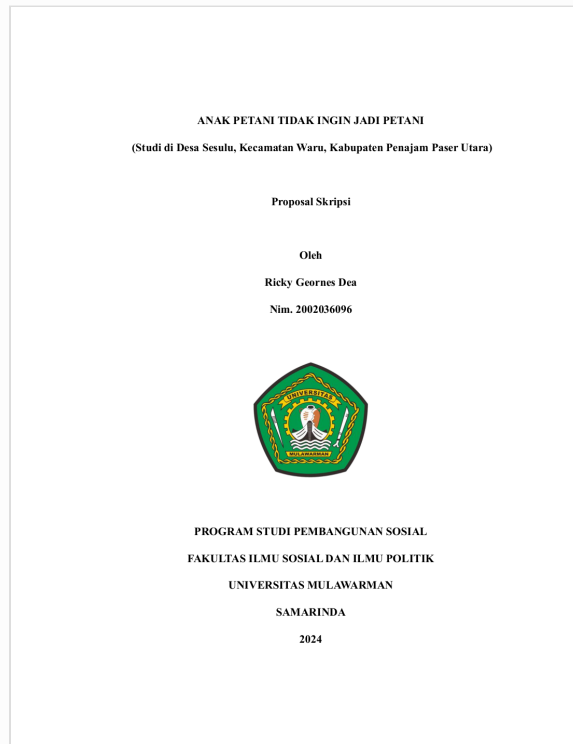 ANAK PETANI TIDAK INGIN JADI PETANI
(Studi di Desa Sesulu, Kecamatan Waru, Kabupaten Penajam Paser Utara)
Proposal Skripsi
Oleh
Ricky Geornes Dea
Nim. 2002036096
UNIVERSITAS
MULAWARMAN
PROGRAM STUDI PEMBANGUNAN SOSIAL
FAKULTAS ILMU SOSIAL DAN ILMU POLITIK
UNIVERSITAS MULAWARMAN
SAMARINDA
2024